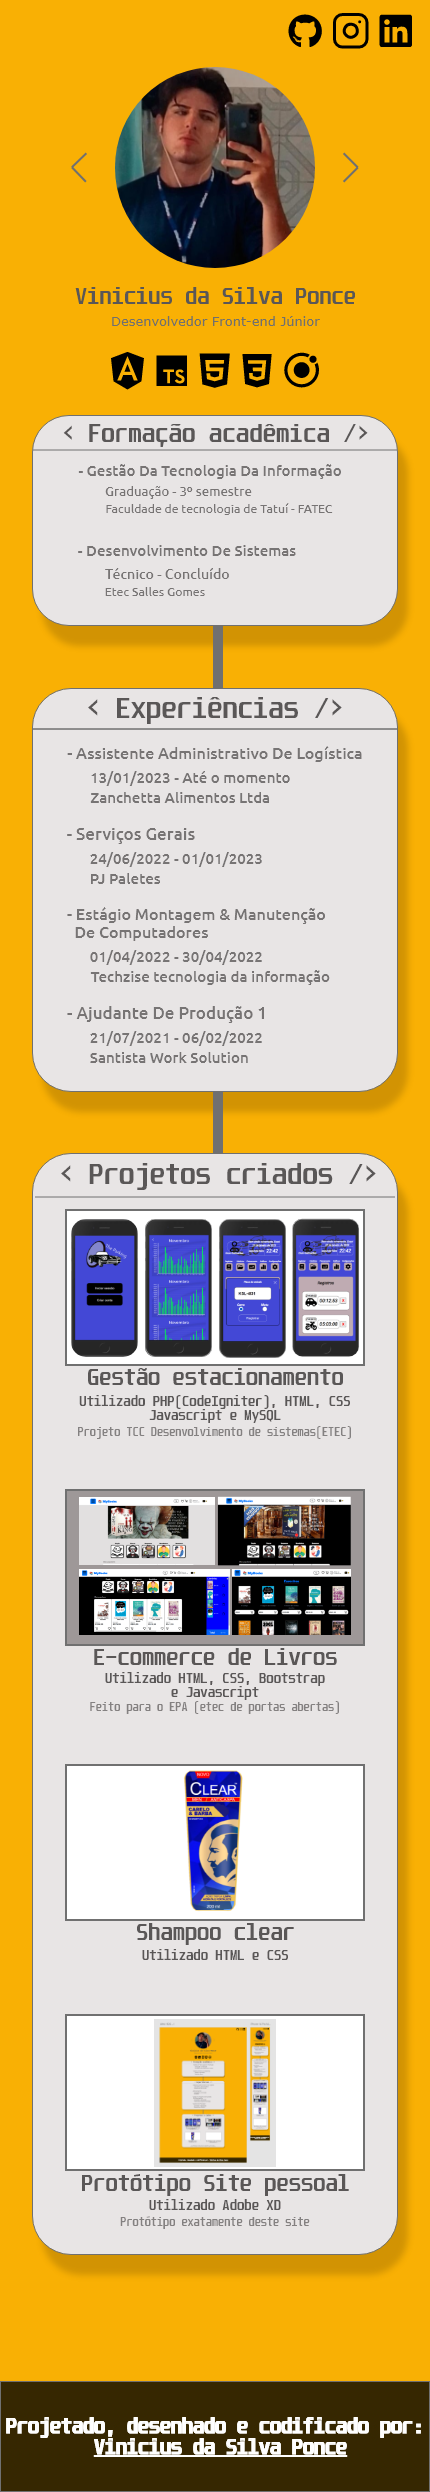 Vinicius da Silva Ponce
Desenvolvedor Front-end Júnior
TS
< Formação acadêmica />
- Gestão Da Tecnologia Da Informação
Graduação - 3º semestre
Faculdade de tecnologia de Tatuí - FATEC
- Desenvolvimento De Sistemas
Técnico - Concluído
Etec Salles Gomes
< Experiências />
- Assistente Administrativo De Logística
13/01/2023 - Até o momento
Zanchetta Alimentos Ltda
- Serviços Gerais
24/06/2022 - 01/01/2023
PJ Paletes
- Estágio Montagem & Manutenção
De Computadores
01/04/2022 - 30/04/2022
Techzise tecnologia da informação
- Ajudante De Produção 1
21/07/2021 - 06/02/2022
Santista Work Solution
< Projetos criados />
Gestão estacionamento
Utilizado PHP(CodeIgniter), HTML, CSS
Javascript e MySQL
Projeto TCC Desenvolvimento de sistemas(ETEC)
E-commerce de Livros
Utilizado HTML, CSS, Bootstrap
e Javascript
Feito para o EPA (etec de portas abertas)
NOVO
CLEAR
CABELO
& BARBA
Shampoo clear
Utilizado HTML e CSS
Protótipo Site pessoal
Utilizado Adobe XD
Protótipo exatamente deste site
Projetado, desenhado e codificado por:
Vinicius da Silva Ponce